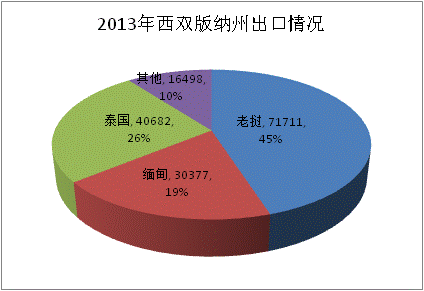 2013年西双版纳州出口情况
其他, 16498,
10%
泰国, 40682,
26%
老挝, 71711,
45%
缅甸, 30377,
19%